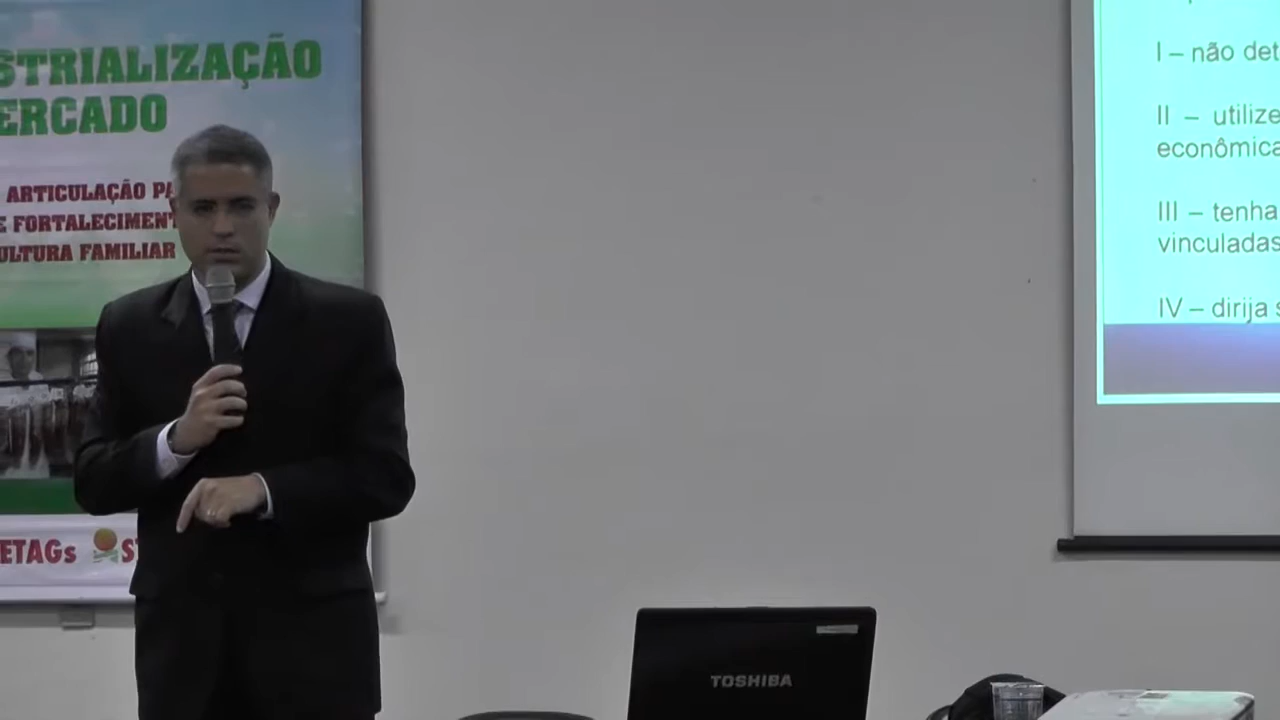 STRIALIZAÇÃO
ERCADO
ARTICULAÇÃO PA
E FORTALECIMENT
ULTURA FAMILIAR
ETAGs
I – não det
II – utilize
econômica
III – tenha
vinculadas
IV – dirija s
TOSHIBA